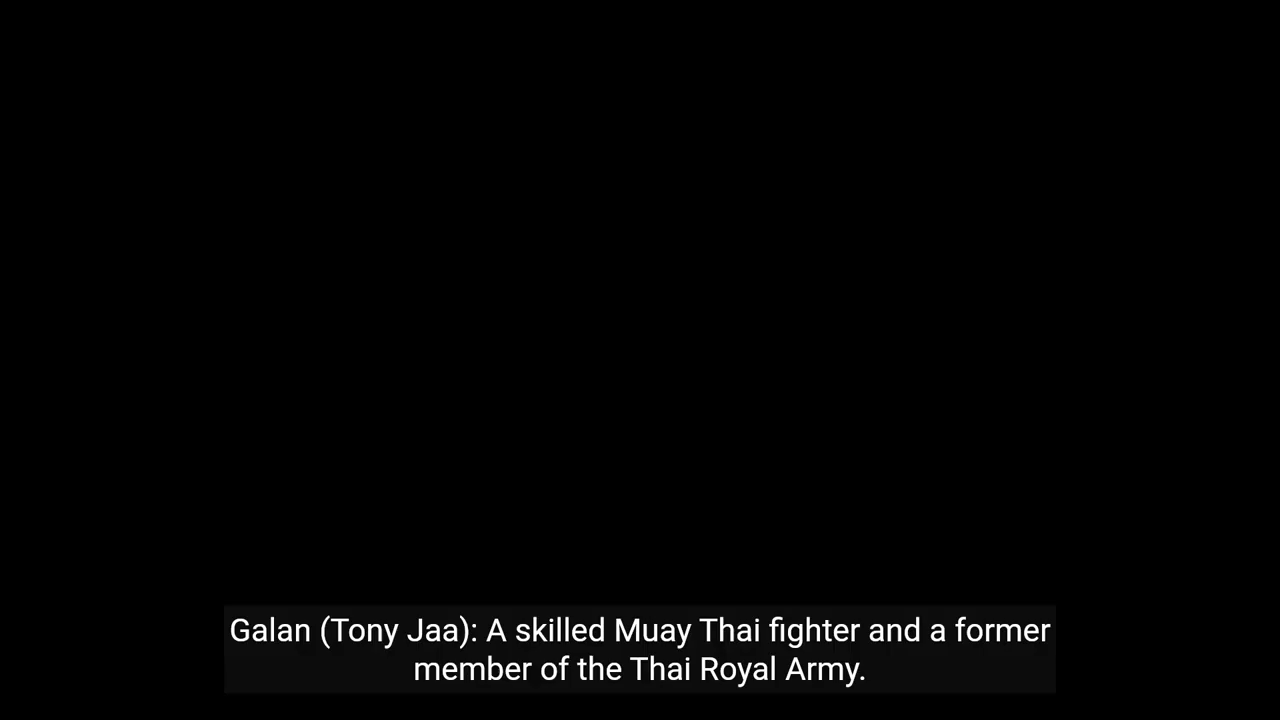 Galan (Tony Jaa): A skilled Muay Thai fighter and a former
member of the Thai Royal Army.